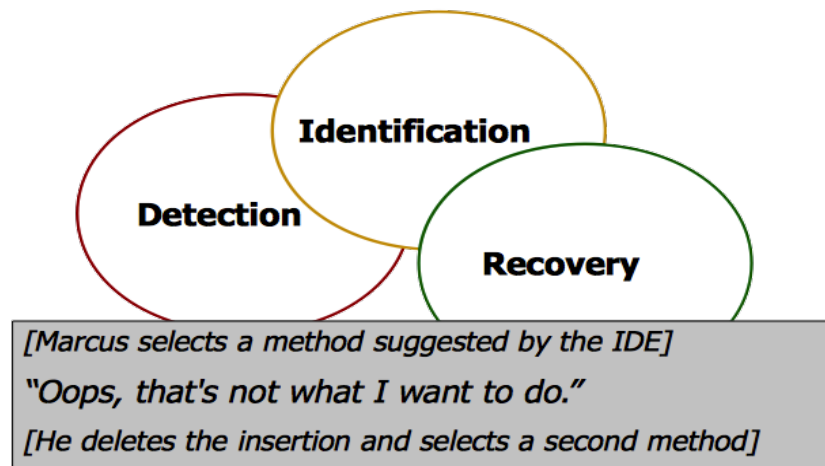 Identification
Detection
Recovery
[Marcus selects a method suggested by the IDE]
“Oops, that's not what I want to do.”
[He deletes the insertion and selects a second method]